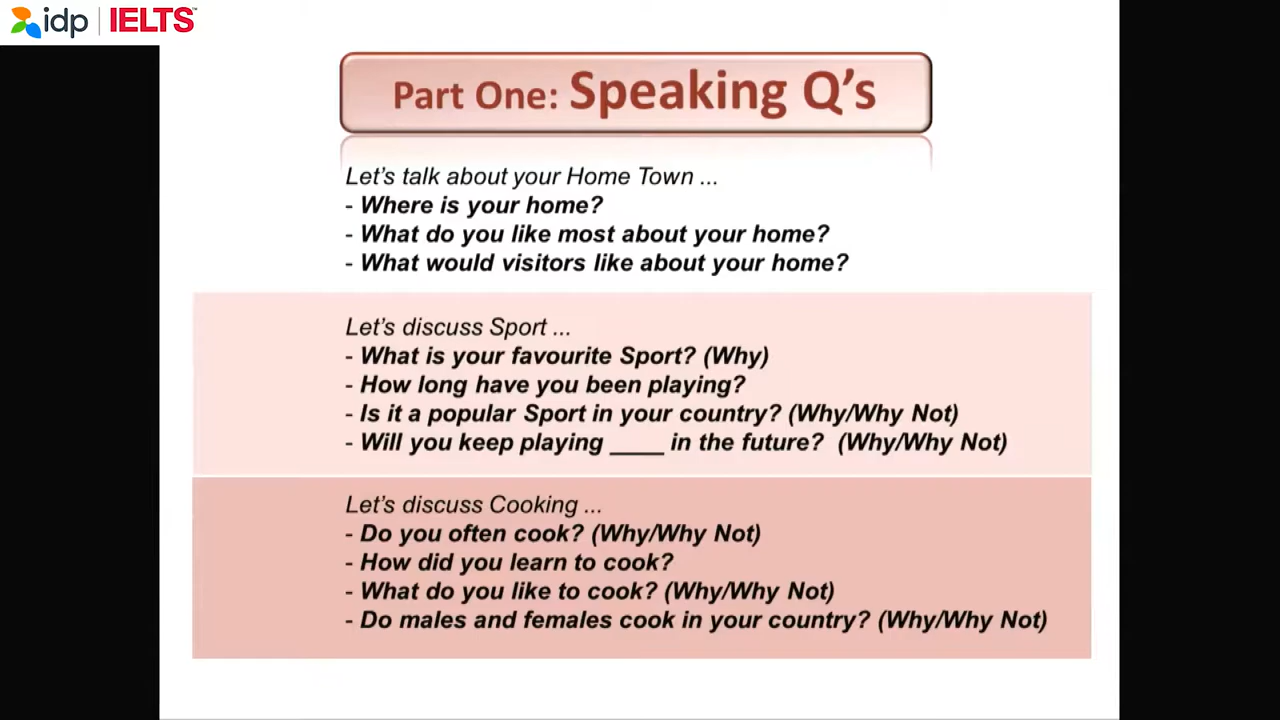 idp | IELTS™
Part One: Speaking Q's
Let's talk about your Home Town ...
- Where is your home?
- What do you like most about your home?
- What would visitors like about your home?
Let's discuss Sport ...
- What is your favourite Sport? (Why)
- How long have you been playing?
- Is it a popular Sport in your country? (Why/Why Not)
- Will you keep playing ____ in the future?  (Why/Why Not)
Let's discuss Cooking ...
- Do you often cook? (Why/Why Not)
- How did you learn to cook?
- What do you like to cook? (Why/Why Not)
- Do males and females cook in your country? (Why/Why Not)